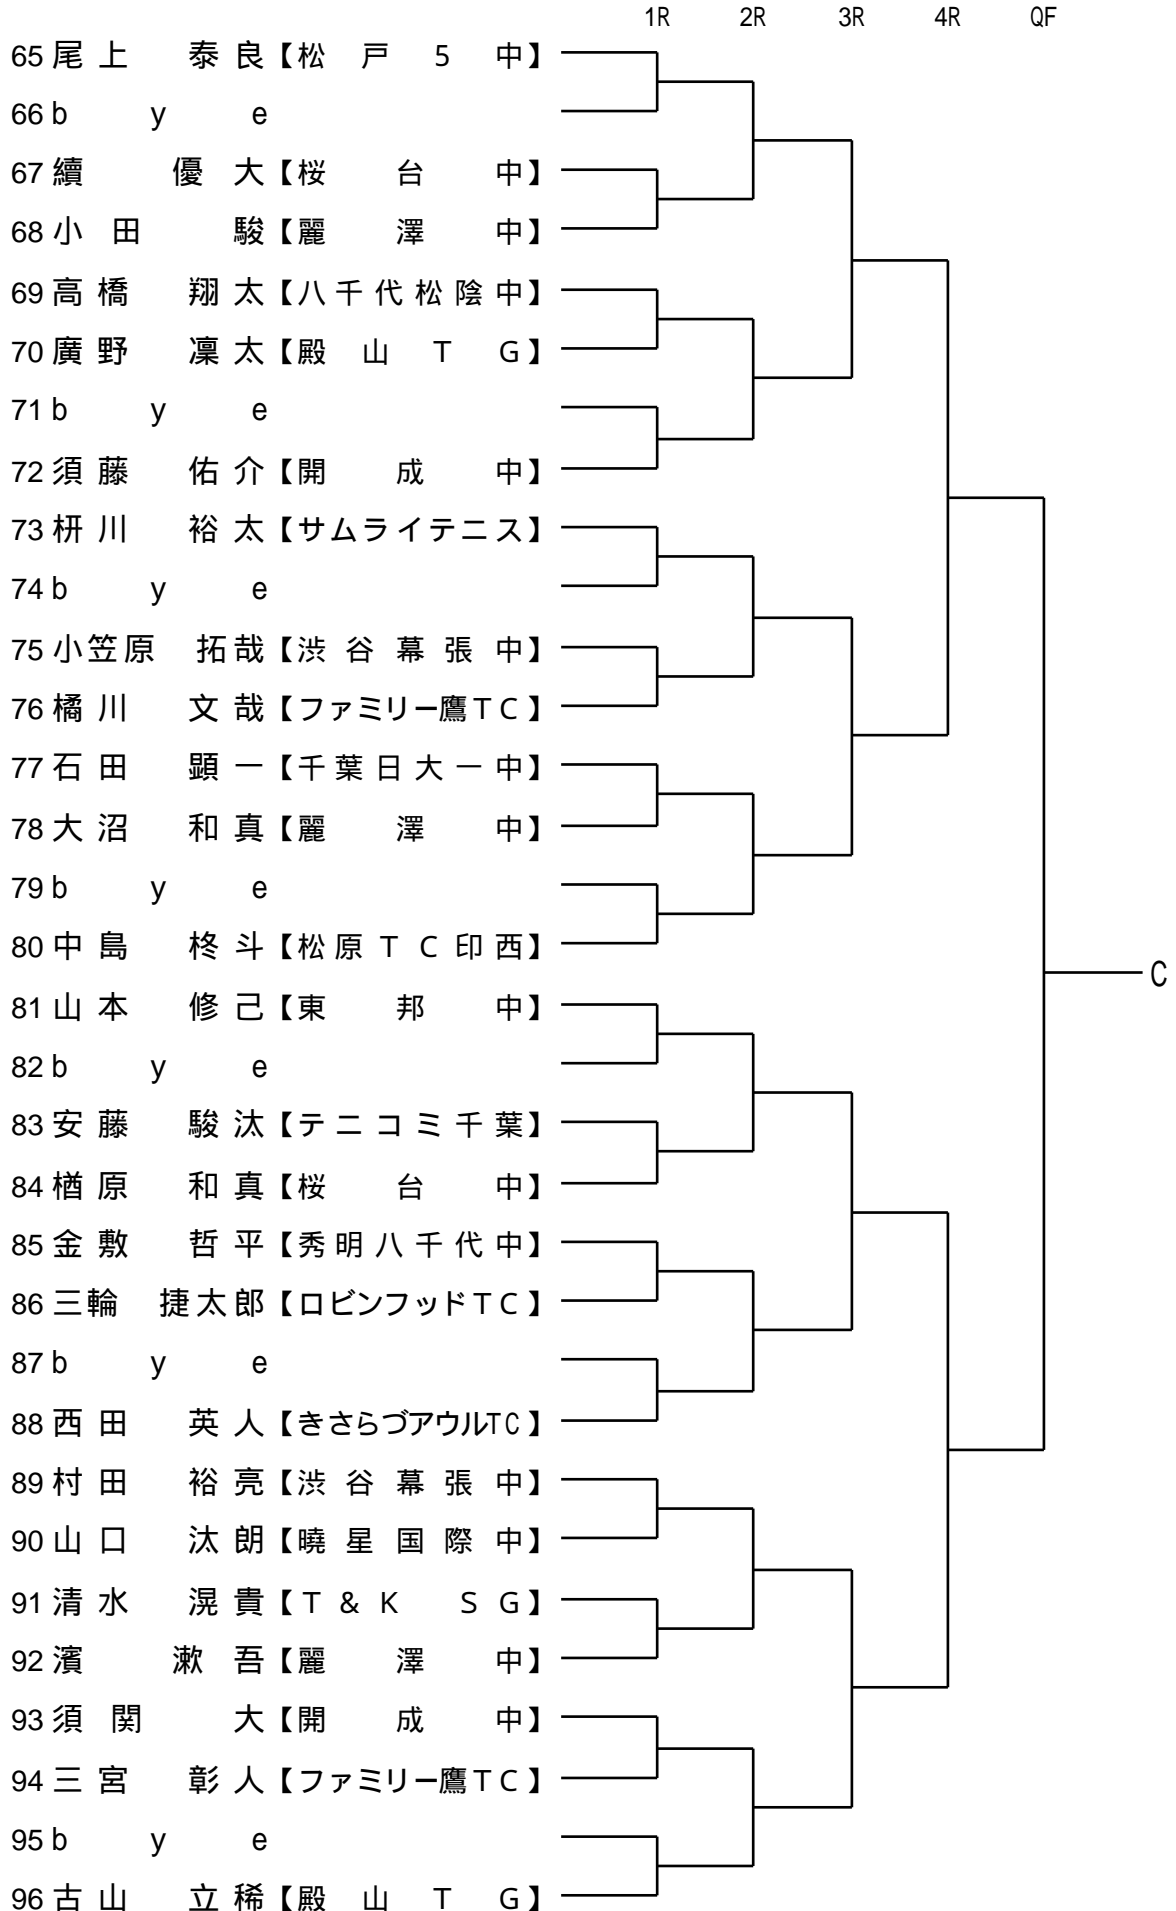 1R 2R 3R 4R QF
65 尾上 泰良【松戸5中】
66 bye
67 續 優大【桜台中】
68 小田 駿【麗澤中】
69 高橋 翔太【八千代松陰中】
70 廣野 凜太【殿山TG】
71 bye
72 須藤 佑介【開成中】
73 枡川 裕太【サムライテニス】
74 bye
75 小笠原 拓哉【渋谷幕張中】
76 橘川 文哉【ファミリー鷹TC】
77 石田 顕一【千葉日大一中】
78 大沼 和真【麗澤中】
79 bye
80 中島 柊斗【松原TC印西】
C
81 山本 修己【東邦中】
82 bye
83 安藤 駿汰【テニコミ千葉】
84 楢原 和真【桜台中】
85 金敷 哲平【秀明八千代中】
86 三輪 捷太郎【ロビンフッドTC】
87 bye
88 西田 英人【きさらづアウルTC】
89 村田 裕亮【渋谷幕張中】
90 山口 汰朗【曉星国際中】
91 清水 滉貴【T&K SG】
92 濱 漱吾【麗澤中】
93 須関 大【開成中】
94 三宮 彰人【ファミリー鷹TC】
95 bye
96 古山 立稀【殿山TG】